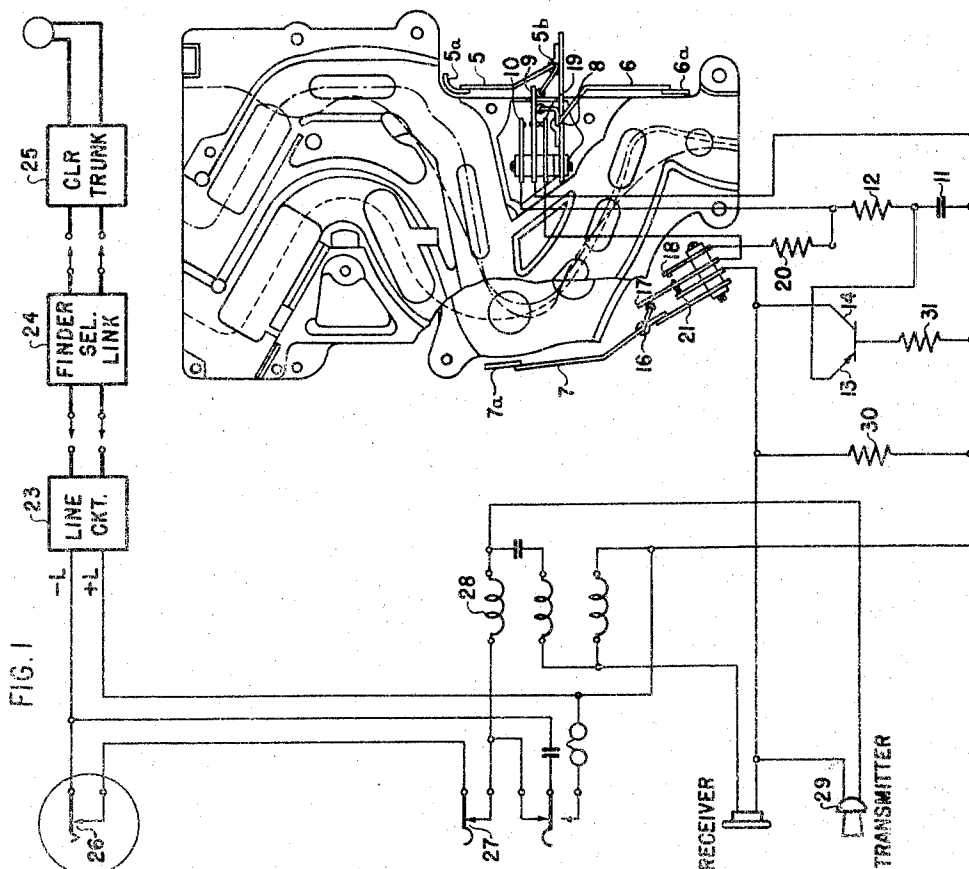 FIG. 1
23
LINE
CKT.
24
FINDER
SEL.
LINK
25
CLR
TRUNK
-L
+L
26
27
28
RECEIVER
29
TRANSMITTER
5a
5
5b
10
9
19
8
6
6a
7a
7
16
17
18
21
20
12
11
14
13
31
30